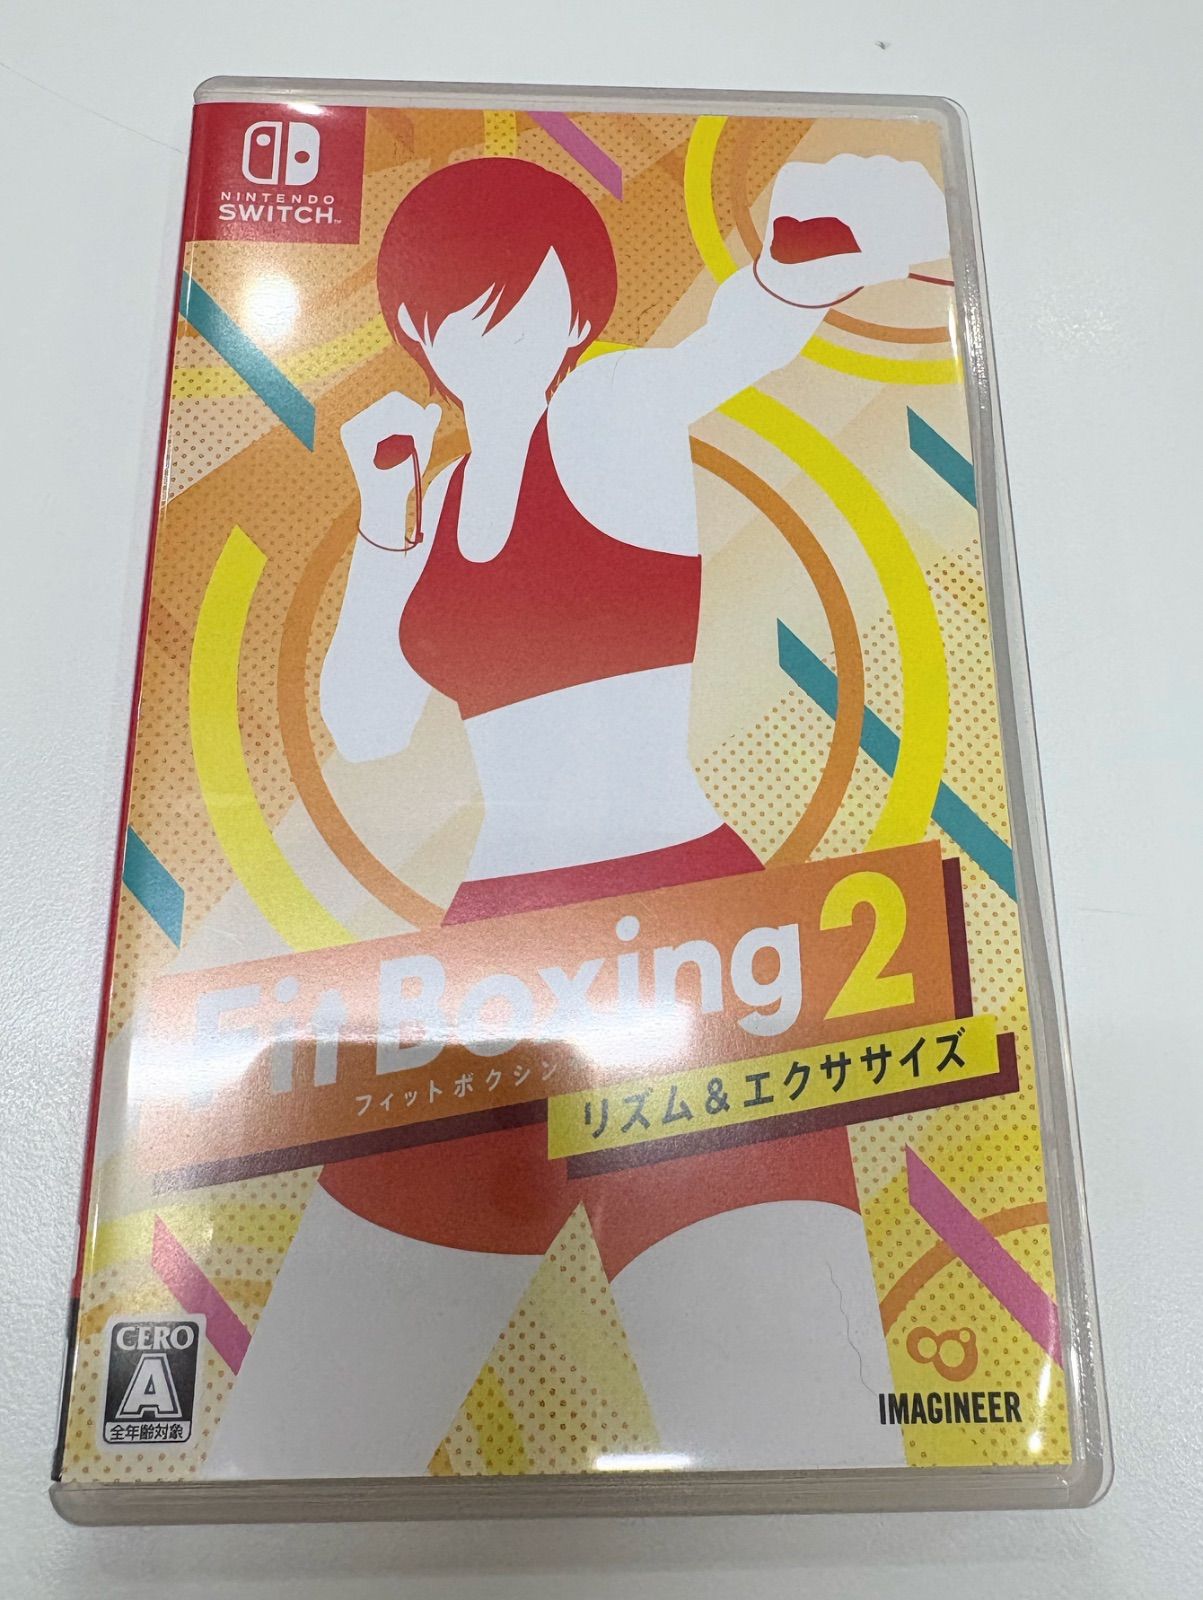 NINTENDO
SWITCH™
Fit Boxing 2
フィットボクシン
リズム&エクササイズ
CERO
A
全年齢対象
IMAGINEER